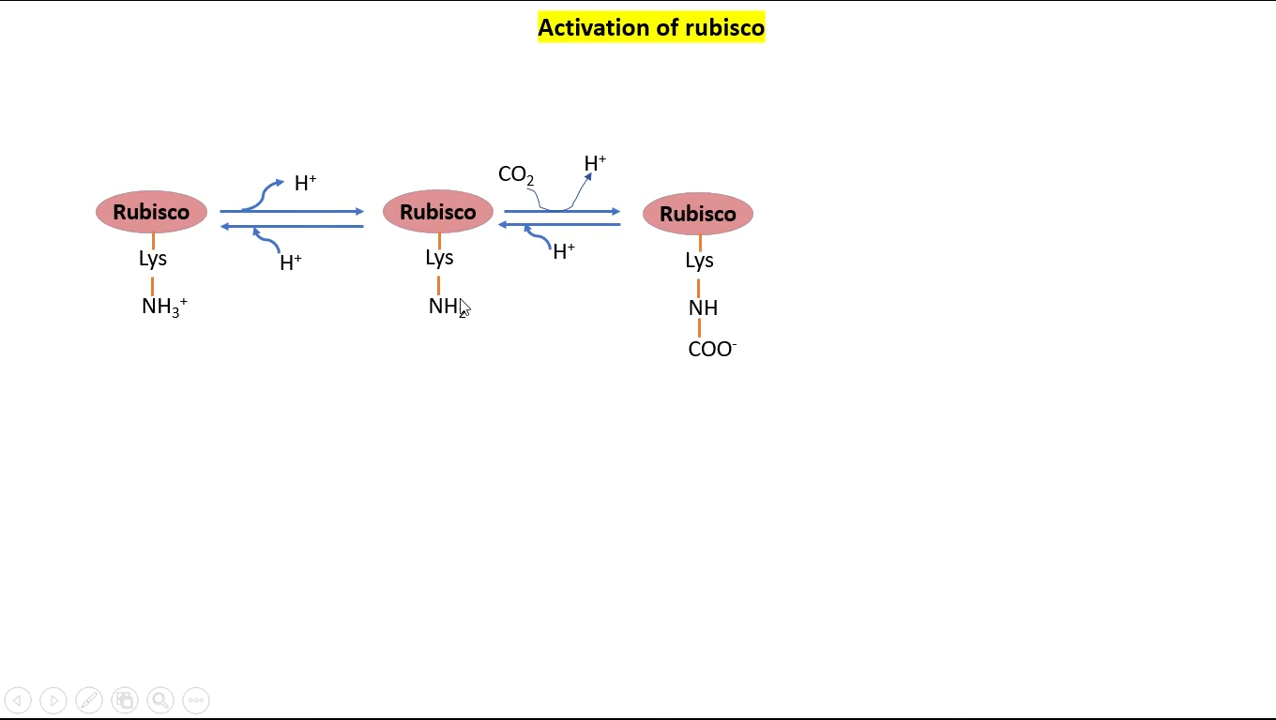 Activation of rubisco
H⁺
CO₂
H⁺
Rubisco
Rubisco
Rubisco
H⁺
H⁺
Lys
Lys
Lys
NH₃⁺
NH₂
NH
COO⁻